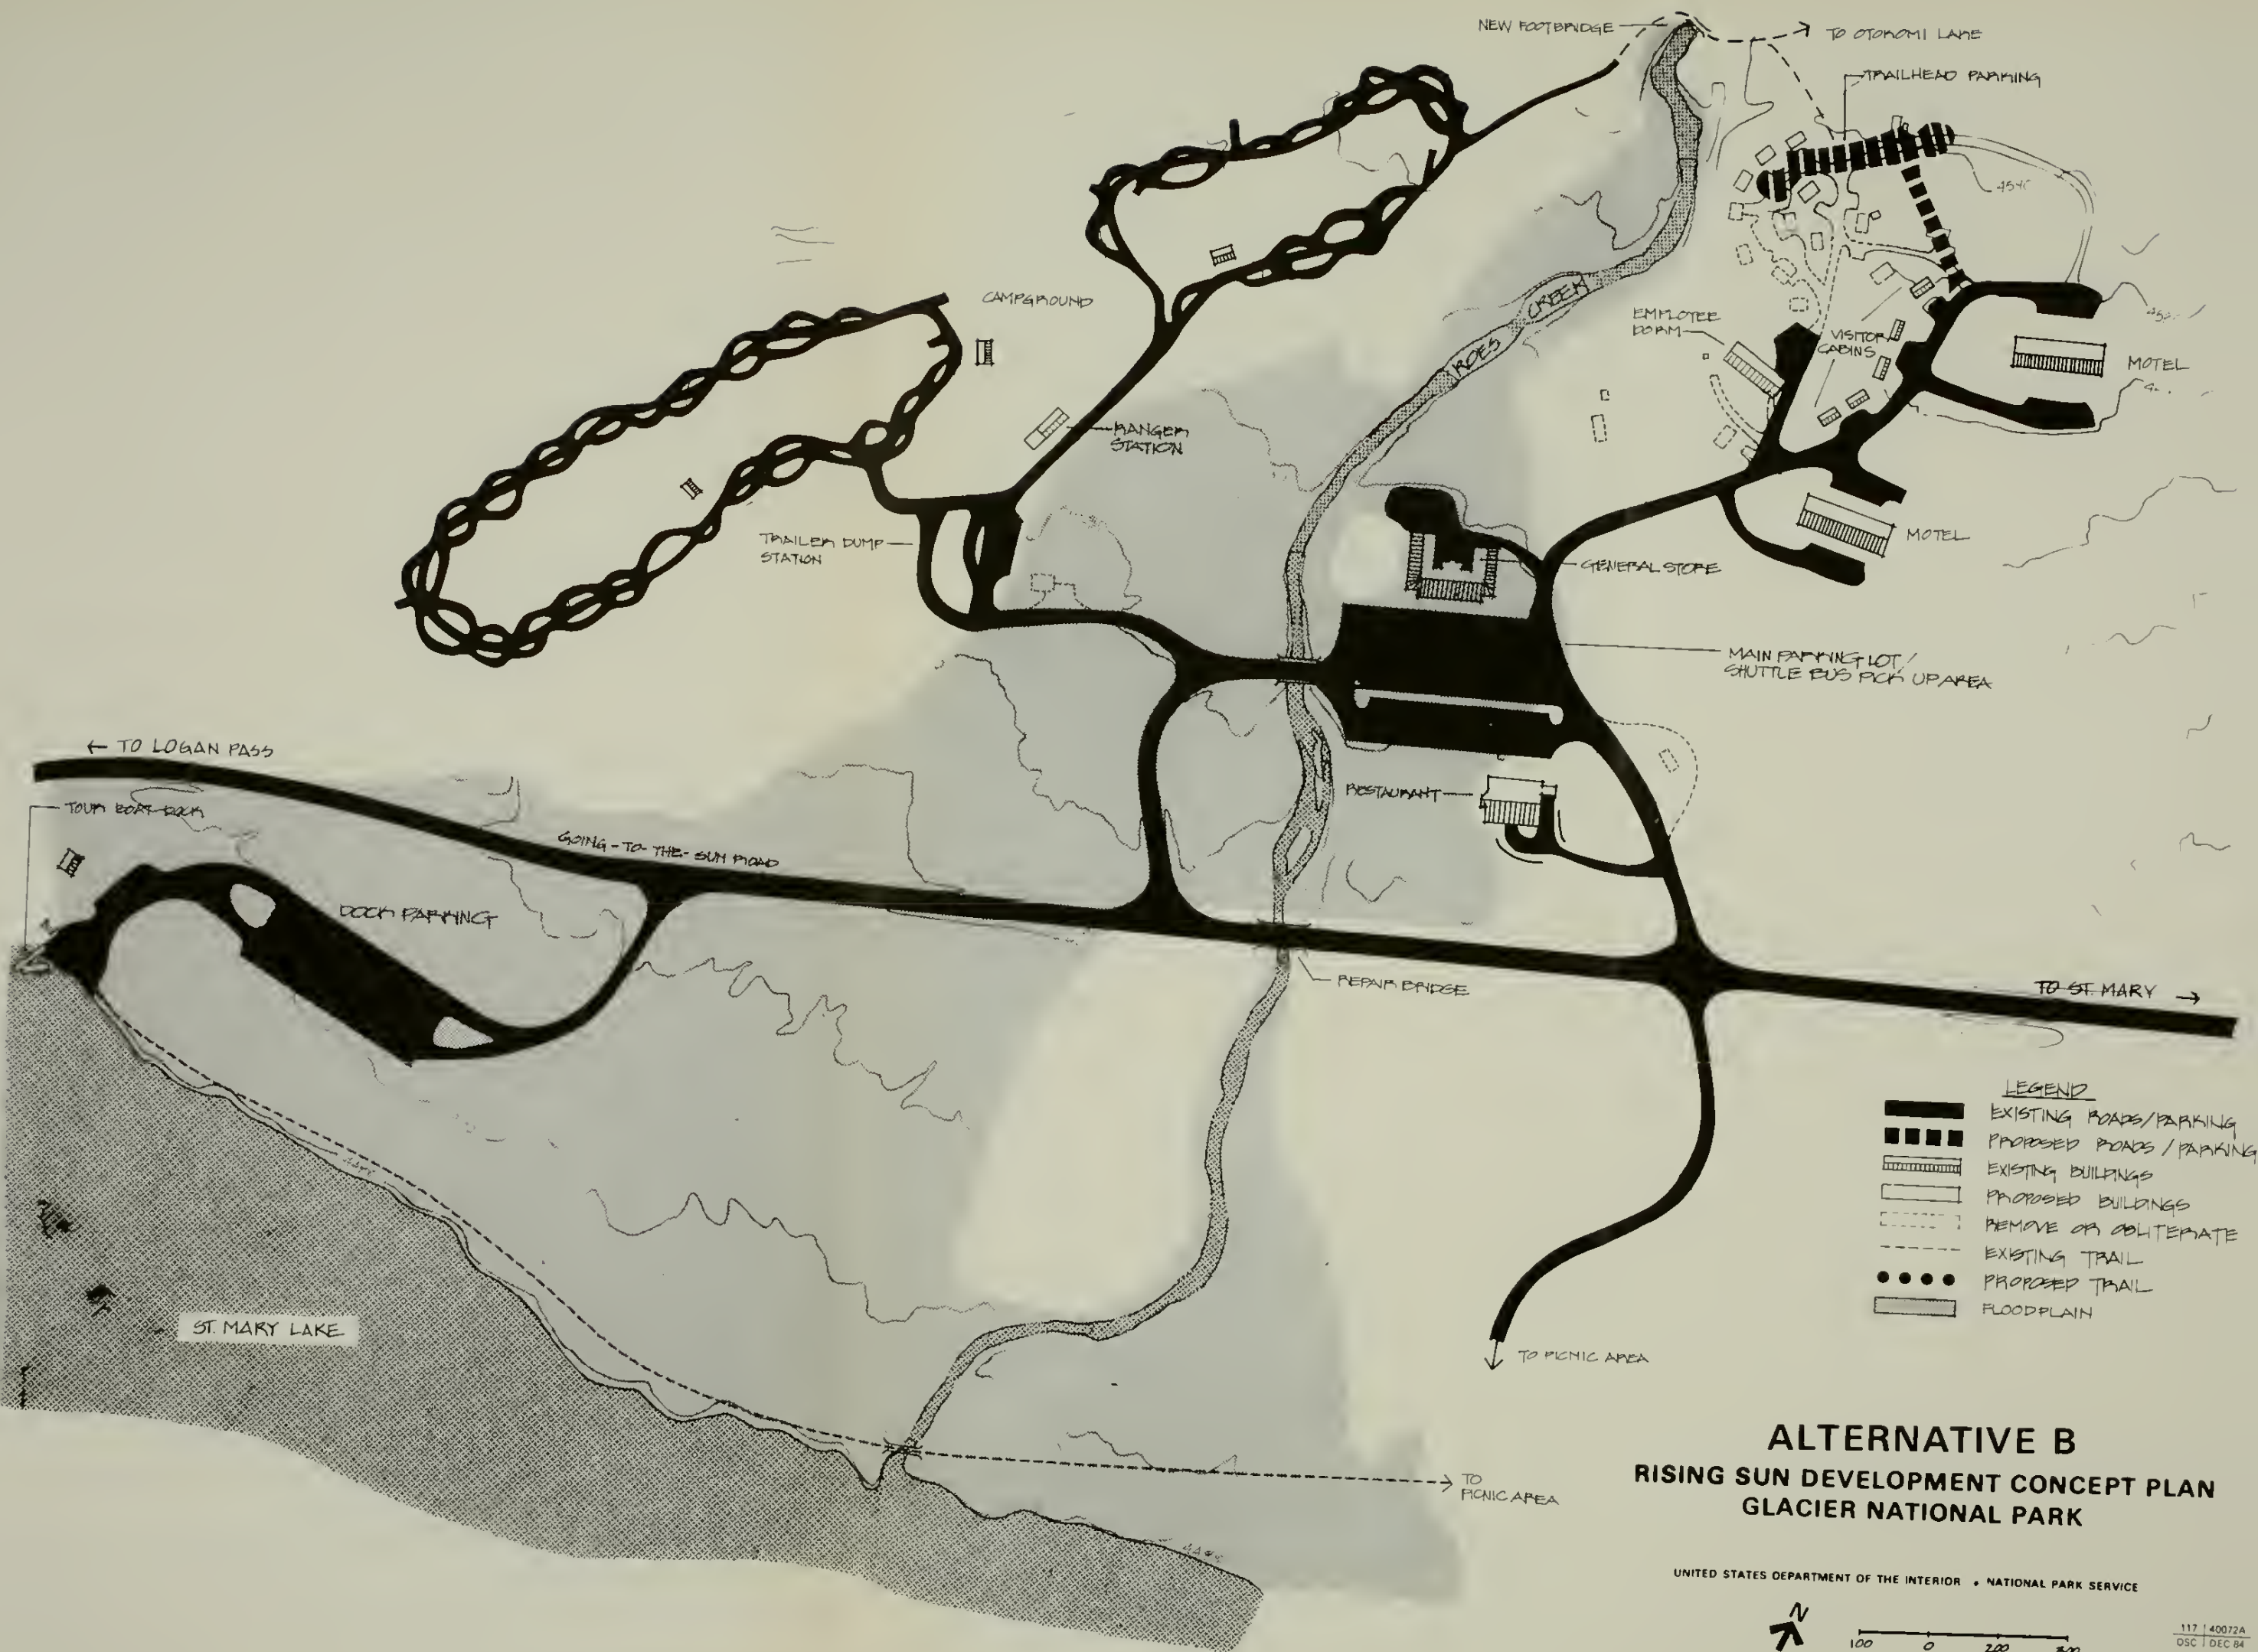 NEW FOOTBRIDGE
TO OTOKOMI LAKE
TRAILHEAD PARKING
CAMPGROUND
ROES CREEK
EMPLOYEE
DORM
VISITOR
CABINS
MOTEL
RANGER
STATION
TRAILER DUMP
STATION
MOTEL
GENERAL STORE
MAIN PARKING LOT/
SHUTTLE BUS PICK UP AREA
← TO LOGAN PASS
TOUR BOAT DOCK
GOING-TO-THE-SUN ROAD
RESTAURANT
DOCK PARKING
REPAIR BRIDGE
TO ST. MARY →
LEGEND
EXISTING ROADS/PARKING
PROPOSED ROADS/PARKING
EXISTING BUILDINGS
PROPOSED BUILDINGS
REMOVE OR OBLITERATE
EXISTING TRAIL
PROPOSED TRAIL
FLOODPLAIN
ST. MARY LAKE
TO PICNIC AREA
TO
PICNIC AREA
ALTERNATIVE B
RISING SUN DEVELOPMENT CONCEPT PLAN
GLACIER NATIONAL PARK
UNITED STATES DEPARTMENT OF THE INTERIOR • NATIONAL PARK SERVICE
N
100 0 200 300
117 40072A
DSC DEC 84